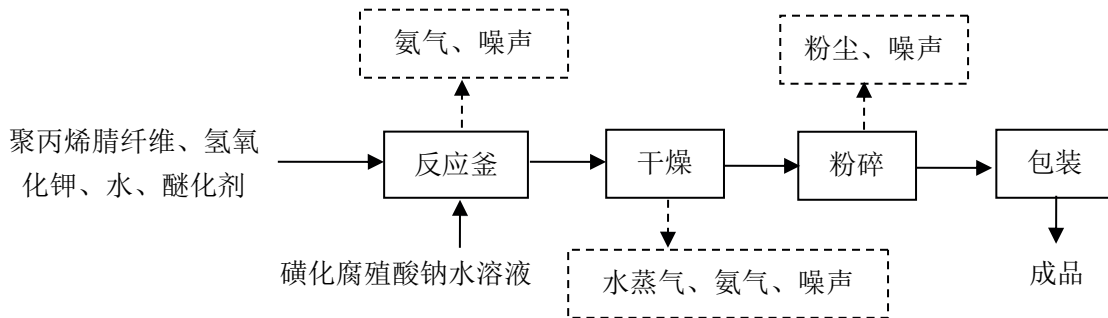 氨气、噪声
粉尘、噪声
聚丙烯腈纤维、氢氧
化钾、水、醚化剂
反应釜
干燥
粉碎
包装
磺化腐殖酸钠水溶液
水蒸气、氨气、噪声
成品